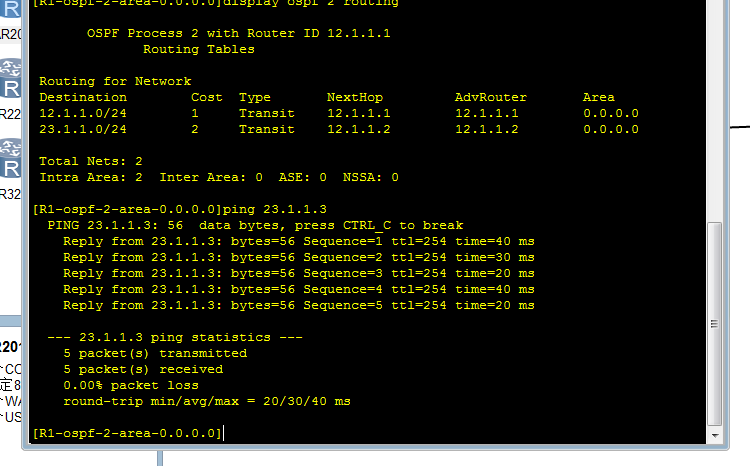 [R1-ospf-2-area-0.0.0.0]display ospf 2 routing
OSPF Process 2 with Router ID 12.1.1.1
Routing Tables
Routing for Network
Destination Cost Type NextHop AdvRouter Area
12.1.1.0/24 1 Transit 12.1.1.1 12.1.1.1 0.0.0.0
23.1.1.0/24 2 Transit 12.1.1.2 12.1.1.2 0.0.0.0
Total Nets: 2
Intra Area: 2 Inter Area: 0 ASE: 0 NSSA: 0
[R1-ospf-2-area-0.0.0.0]ping 23.1.1.3
PING 23.1.1.3: 56 data bytes, press CTRL_C to break
Reply from 23.1.1.3: bytes=56 Sequence=1 ttl=254 time=40 ms
Reply from 23.1.1.3: bytes=56 Sequence=2 ttl=254 time=30 ms
Reply from 23.1.1.3: bytes=56 Sequence=3 ttl=254 time=20 ms
Reply from 23.1.1.3: bytes=56 Sequence=4 ttl=254 time=40 ms
Reply from 23.1.1.3: bytes=56 Sequence=5 ttl=254 time=20 ms
--- 23.1.1.3 ping statistics ---
5 packet(s) transmitted
5 packet(s) received
0.00% packet loss
round-trip min/avg/max = 20/30/40 ms
[R1-ospf-2-area-0.0.0.0]
R
AR20
R
R22
R
R32
R201
CO
定8
WA
US